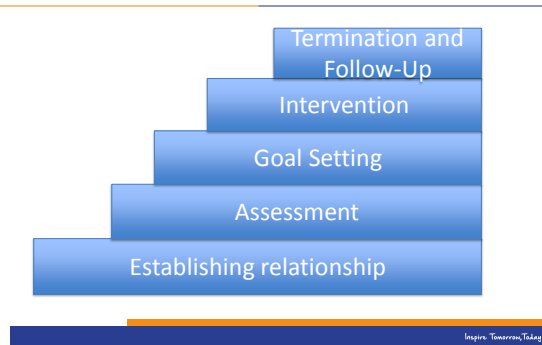 Termination and
Follow-Up
Intervention
Goal Setting
Assessment
Establishing relationship
Inspire Tomorrow,Today